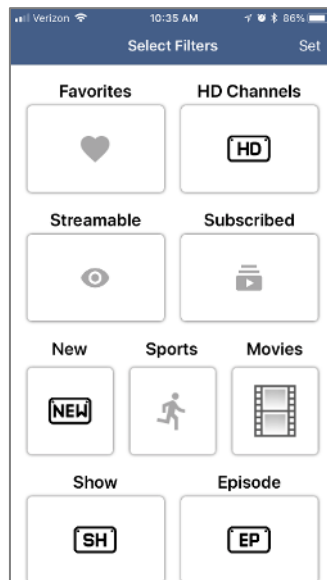 Verizon 10:35 AM 86%
Select Filters Set
Favorites HD Channels
HD
Streamable Subscribed
New Sports Movies
NEW
Show Episode
SH EP